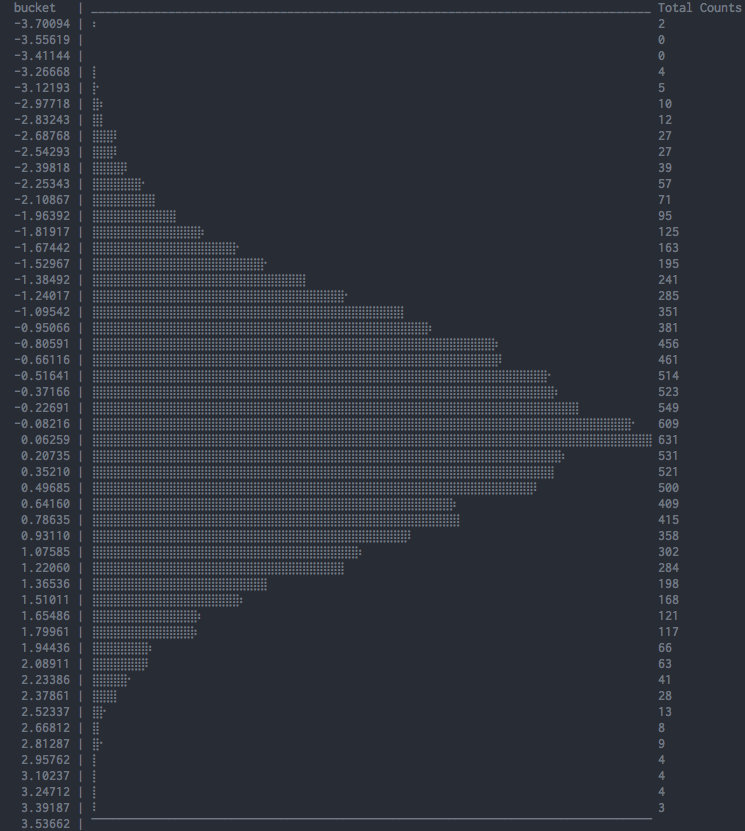 bucket | Total Counts
-3.70094 | 2
-3.55619 | 0
-3.41144 | 0
-3.26668 | 4
-3.12193 | 5
-2.97718 | 10
-2.83243 | 12
-2.68768 | 27
-2.54293 | 27
-2.39818 | 39
-2.25343 | 57
-2.10867 | 71
-1.96392 | 95
-1.81917 | 125
-1.67442 | 163
-1.52967 | 195
-1.38492 | 241
-1.24017 | 285
-1.09542 | 351
-0.95066 | 381
-0.80591 | 456
-0.66116 | 461
-0.51641 | 514
-0.37166 | 523
-0.22691 | 549
-0.08216 | 609
0.06259 | 631
0.20735 | 531
0.35210 | 521
0.49685 | 500
0.64160 | 409
0.78635 | 415
0.93110 | 358
1.07585 | 302
1.22060 | 284
1.36536 | 198
1.51011 | 168
1.65486 | 121
1.79961 | 117
1.94436 | 66
2.08911 | 63
2.23386 | 41
2.37861 | 28
2.52337 | 13
2.66812 | 8
2.81287 | 9
2.95762 | 4
3.10237 | 4
3.24712 | 4
3.39187 | 3
3.53662 |